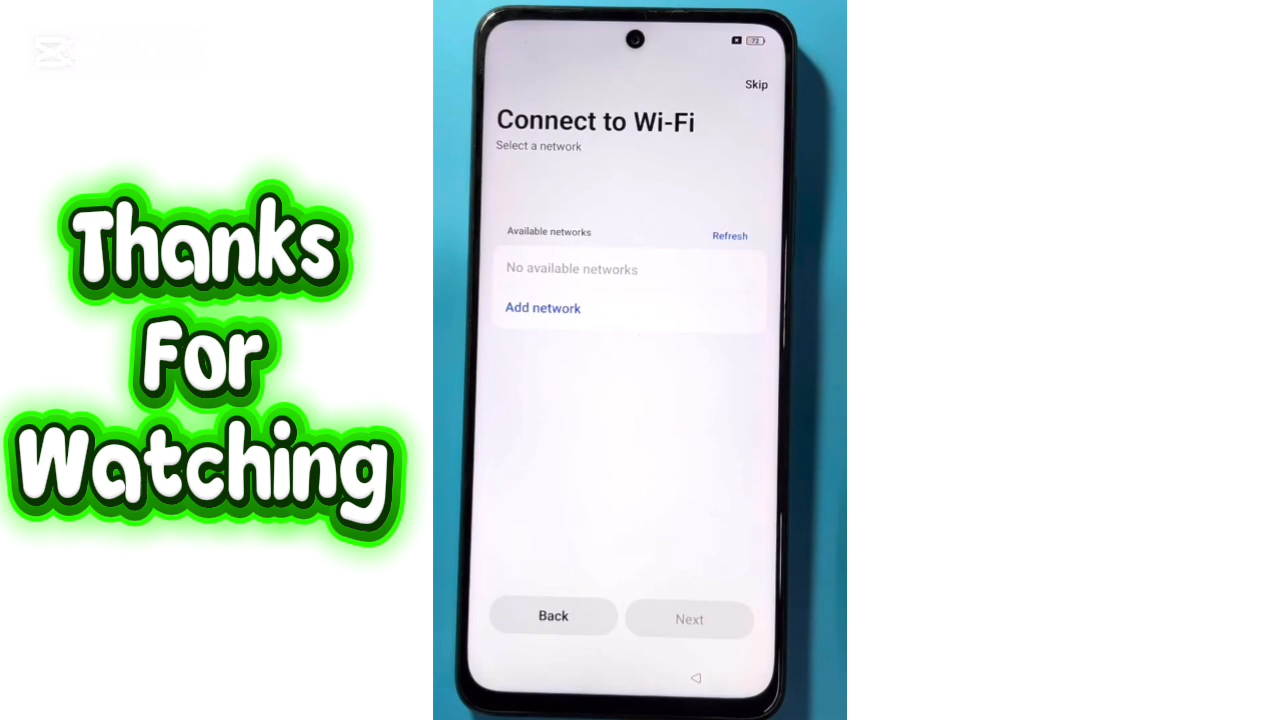 Thanks
For
Watching
72
Skip
Connect to Wi-Fi
Select a network
Available networks
Refresh
No available networks
Add network
Back
Next